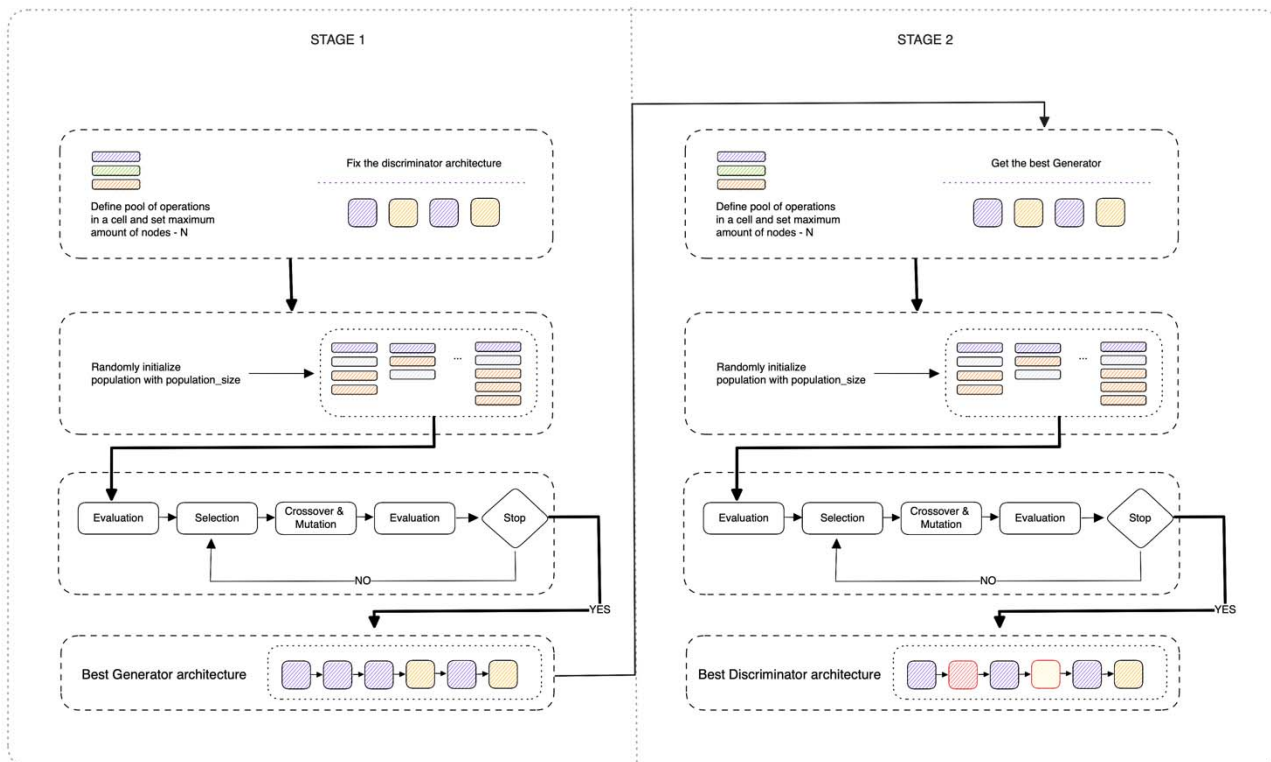 STAGE 1
Fix the discriminator architecture
Define pool of operations
in a cell and set maximum
amount of nodes - N
Randomly initialize
population with population_size
...
Evaluation
Selection
Crossover &
Mutation
Evaluation
Stop
NO
YES
Best Generator architecture
STAGE 2
Get the best Generator
Define pool of operations
in a cell and set maximum
amount of nodes - N
Randomly initialize
population with population_size
...
Evaluation
Selection
Crossover &
Mutation
Evaluation
Stop
NO
YES
Best Discriminator architecture